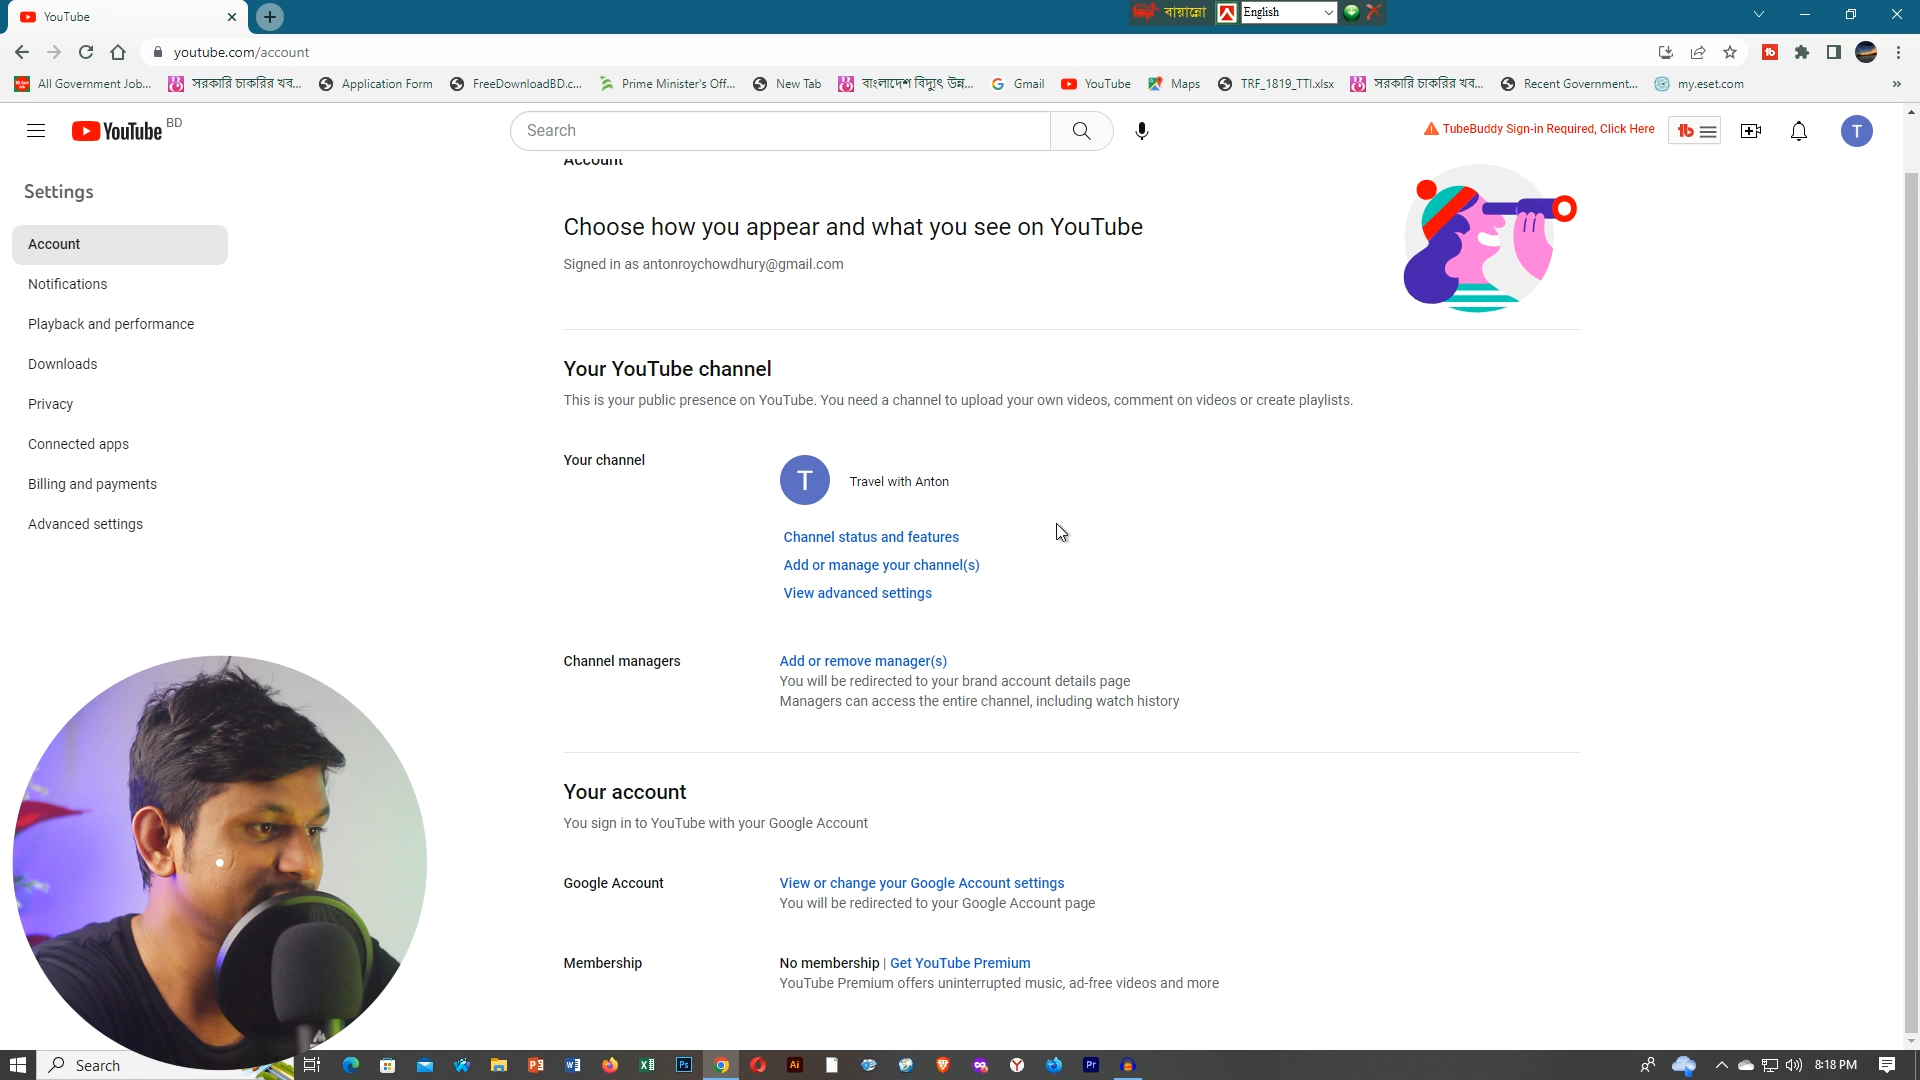 YouTube
বায়ান্নো
English
youtube.com/account
All Government Job...
সরকারি চাকরির খব...
Application Form
FreeDownloadBD.c...
Prime Minister's Off...
New Tab
বাংলাদেশ বিদ্যুৎ উন্ন...
Gmail
YouTube
Maps
TRF_1819_TTI.xlsx
সরকারি চাকরির খব...
Recent Government...
my.eset.com
YouTube BD
Search
TubeBuddy Sign-in Required, Click Here
tb
T
Settings
Account
Notifications
Playback and performance
Downloads
Privacy
Connected apps
Billing and payments
Advanced settings
Account
Choose how you appear and what you see on YouTube
Signed in as antonroychowdhury@gmail.com
Your YouTube channel
This is your public presence on YouTube. You need a channel to upload your own videos, comment on videos or create playlists.
Your channel
T
Travel with Anton
Channel status and features
Add or manage your channel(s)
View advanced settings
Channel managers
Add or remove manager(s)
You will be redirected to your brand account details page
Managers can access the entire channel, including watch history
Your account
You sign in to YouTube with your Google Account
Google Account
View or change your Google Account settings
You will be redirected to your Google Account page
Membership
No membership | Get YouTube Premium
YouTube Premium offers uninterrupted music, ad-free videos and more
Search
Ps
Ai
Pr
8:18 PM